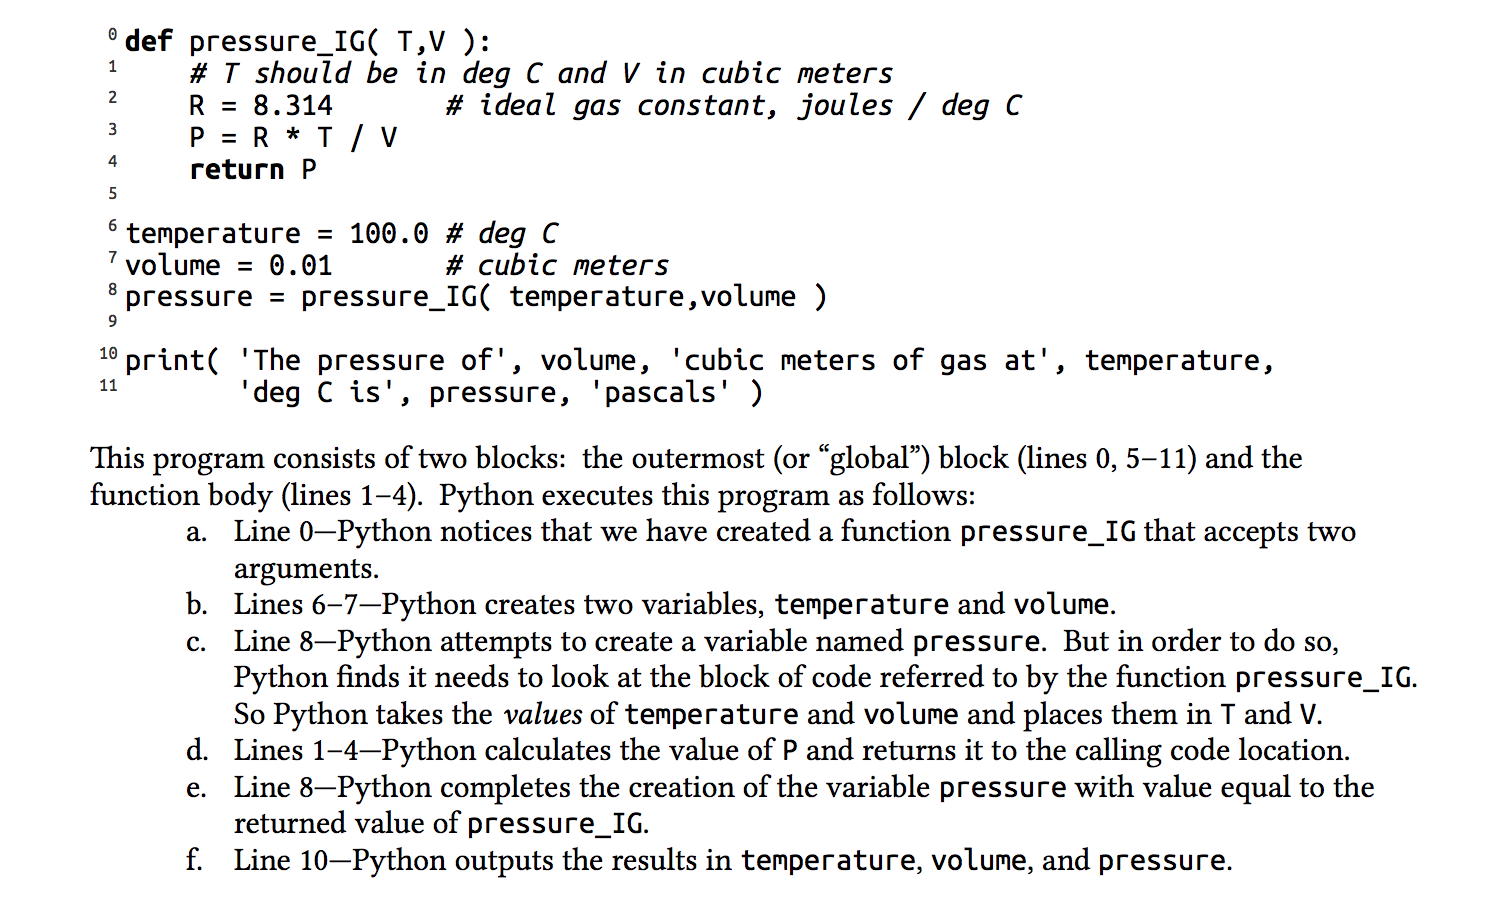 0 def pressure_IG( T,V ):
1 # T should be in deg C and V in cubic meters
2 R = 8.314 # ideal gas constant, joules / deg C
3 P = R * T / V
4 return P
5
6 temperature = 100.0 # deg C
7 volume = 0.01 # cubic meters
8 pressure = pressure_IG( temperature,volume )
9
10 print( 'The pressure of', volume, 'cubic meters of gas at', temperature,
11 'deg C is', pressure, 'pascals' )
This program consists of two blocks: the outermost (or “global”) block (lines 0, 5–11) and the
function body (lines 1–4). Python executes this program as follows:
a. Line 0—Python notices that we have created a function pressure_IG that accepts two
arguments.
b. Lines 6–7—Python creates two variables, temperature and volume.
c. Line 8—Python attempts to create a variable named pressure. But in order to do so,
Python finds it needs to look at the block of code referred to by the function pressure_IG.
So Python takes the values of temperature and volume and places them in T and V.
d. Lines 1–4—Python calculates the value of P and returns it to the calling code location.
e. Line 8—Python completes the creation of the variable pressure with value equal to the
returned value of pressure_IG.
f. Line 10—Python outputs the results in temperature, volume, and pressure.